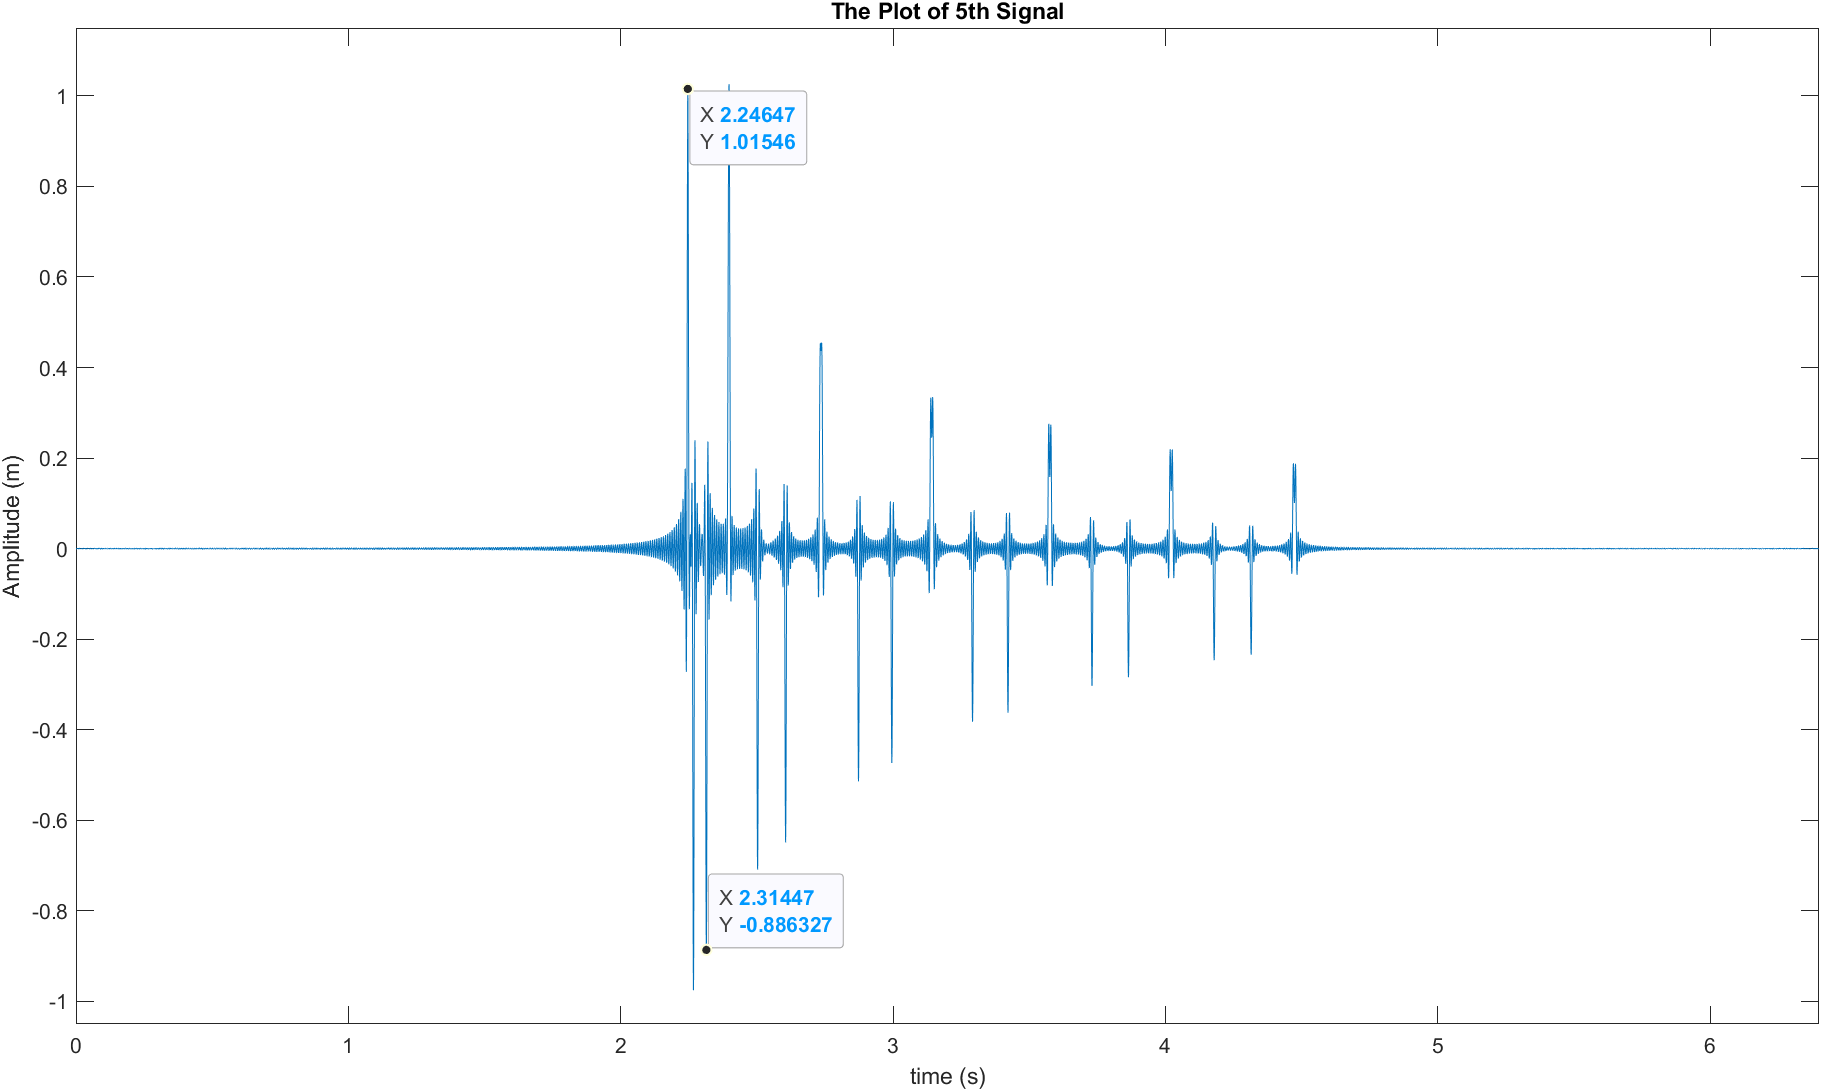 The Plot of 5th Signal
Amplitude (m)
1
0.8
0.6
0.4
0.2
0
-0.2
-0.4
-0.6
-0.8
-1
X 2.24647
Y 1.01546
X 2.31447
Y -0.886327
0 1 2 3 4 5 6
time (s)